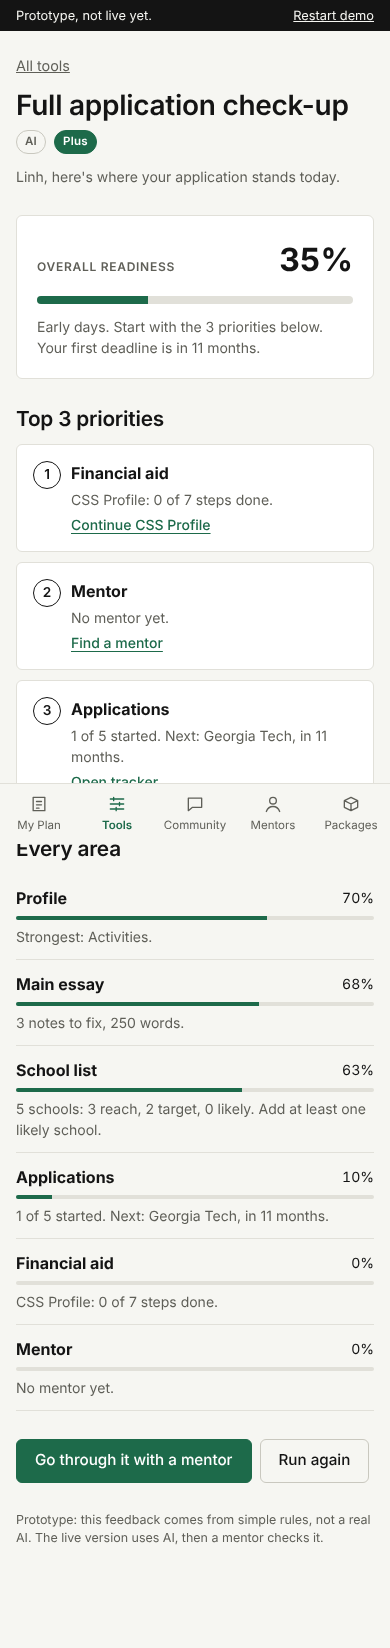 Prototype, not live yet.
Restart demo
All tools
Full application check-up
AI
Plus
Linh, here's where your application stands today.
OVERALL READINESS
35%
Early days. Start with the 3 priorities below.
Your first deadline is in 11 months.
Top 3 priorities
1
Financial aid
CSS Profile: 0 of 7 steps done.
Continue CSS Profile
2
Mentor
No mentor yet.
Find a mentor
3
Applications
1 of 5 started. Next: Georgia Tech, in 11
months.
Open tracker
My Plan
Tools
Community
Mentors
Packages
Every area
Profile
70%
Strongest: Activities.
Main essay
68%
3 notes to fix, 250 words.
School list
63%
5 schools: 3 reach, 2 target, 0 likely. Add at least one
likely school.
Applications
10%
1 of 5 started. Next: Georgia Tech, in 11 months.
Financial aid
0%
CSS Profile: 0 of 7 steps done.
Mentor
0%
No mentor yet.
Go through it with a mentor
Run again
Prototype: this feedback comes from simple rules, not a real
AI. The live version uses AI, then a mentor checks it.